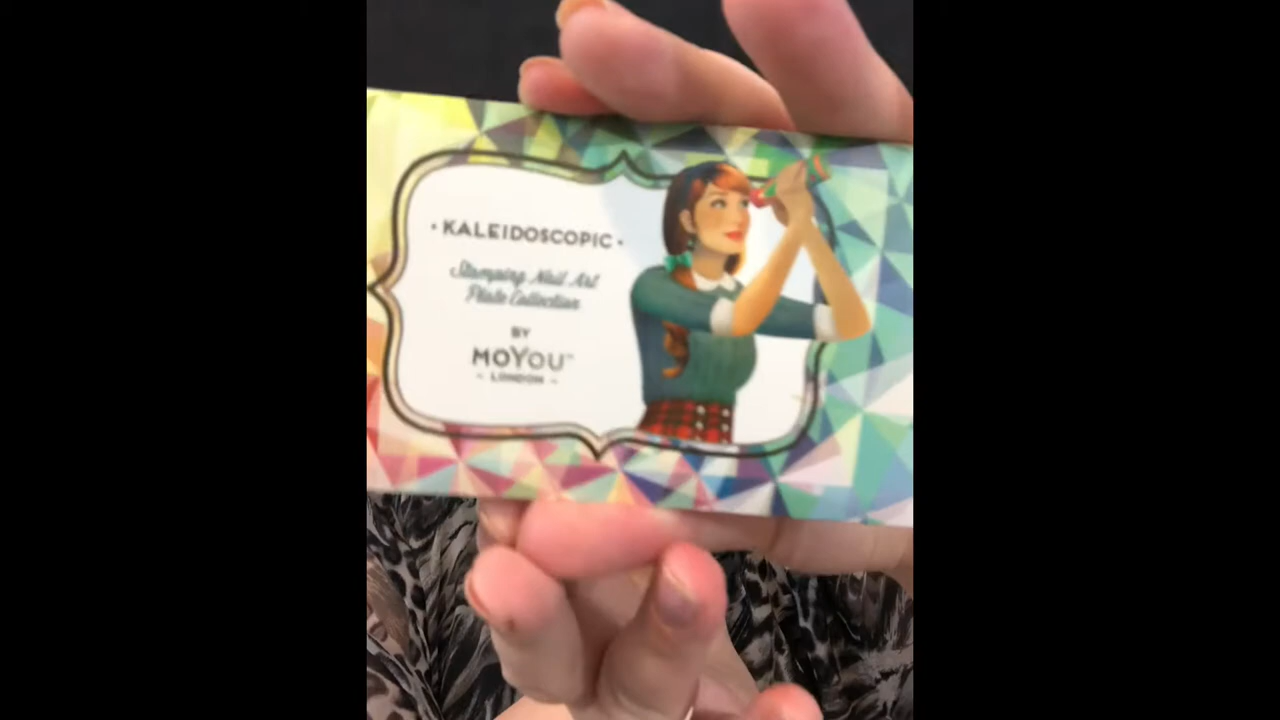 · KALEIDOSCOPIC ·
Stamping Nail Art
Plate Collection
BY
MOYOU™
~ LONDON ~